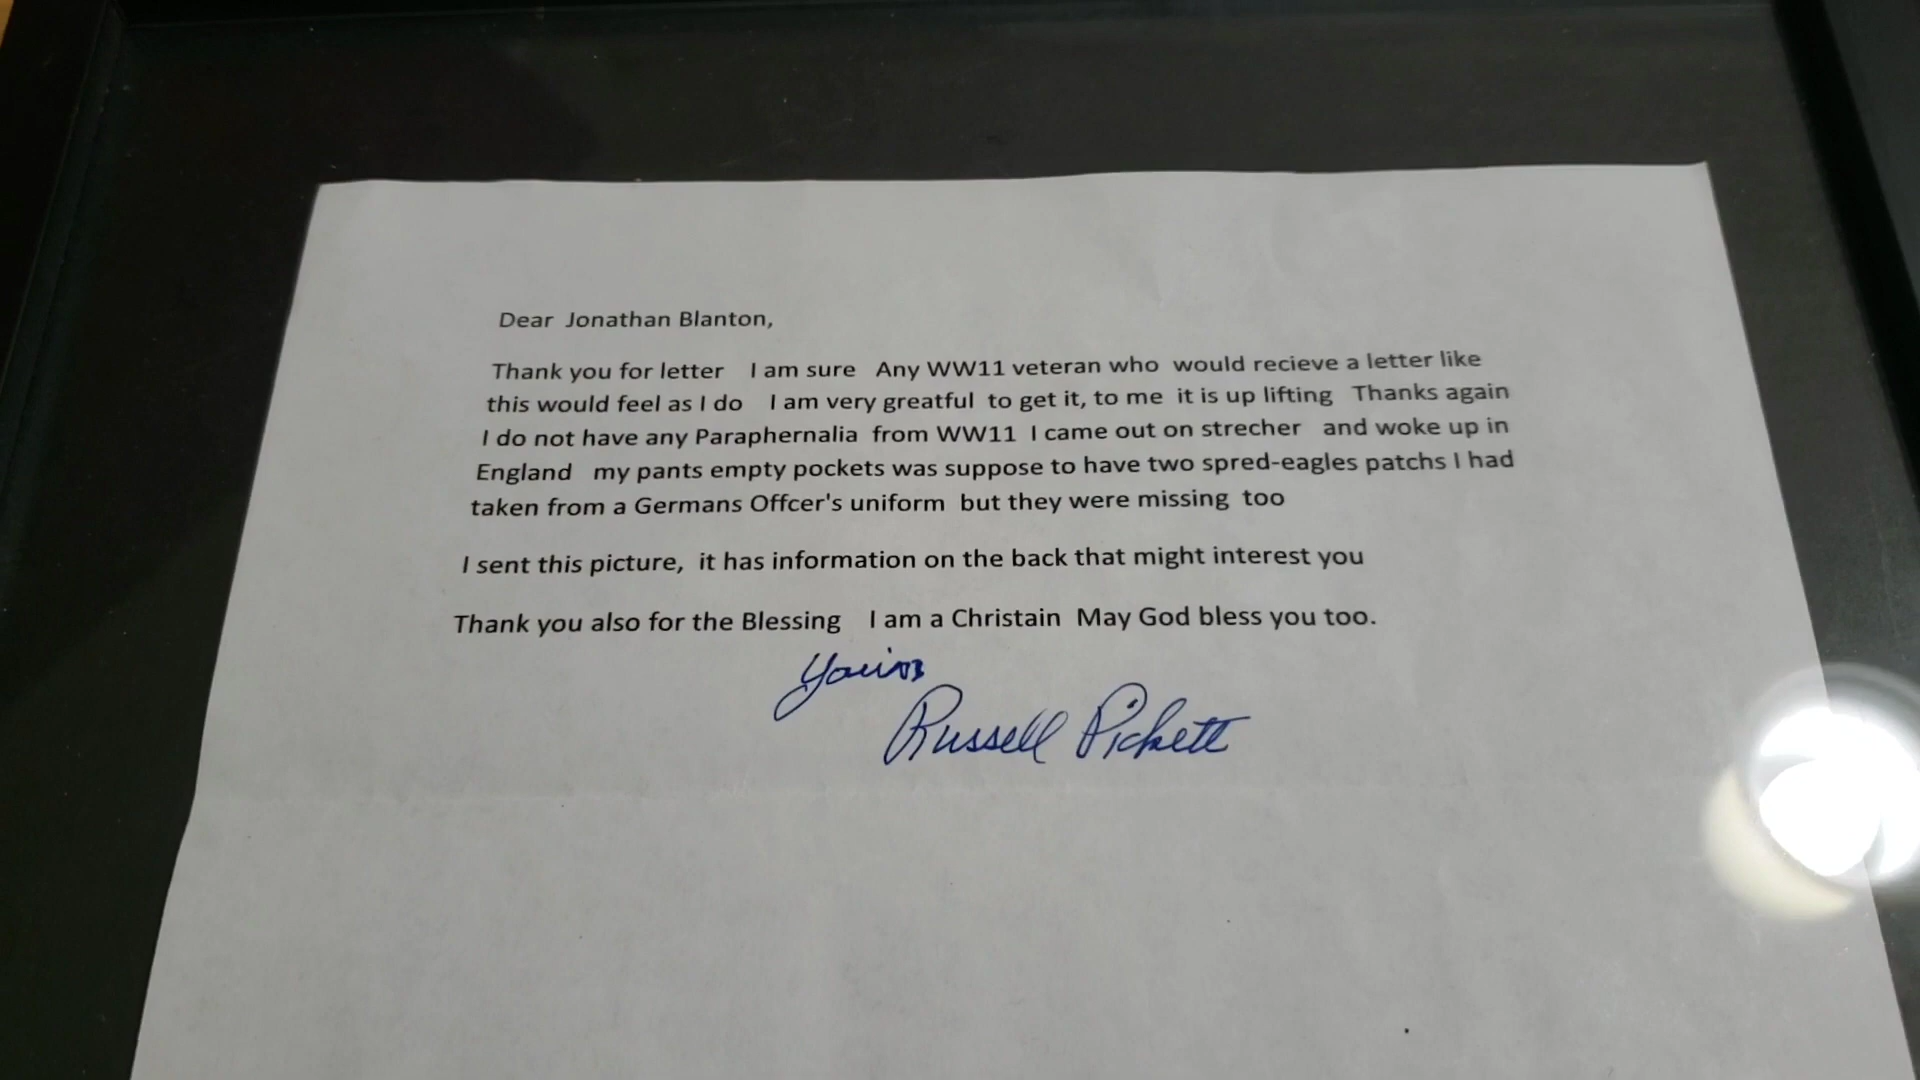 Dear Jonathan Blanton,
Thank you for letter I am sure Any WW11 veteran who would recieve a letter like
this would feel as I do I am very greatful to get it, to me it is up lifting Thanks again
I do not have any Paraphernalia from WW11 I came out on strecher and woke up in
England my pants empty pockets was suppose to have two spred-eagles patchs I had
taken from a Germans Offcer's uniform but they were missing too
I sent this picture, it has information on the back that might interest you
Thank you also for the Blessing I am a Christain May God bless you too.
Yours
Russell Pickett